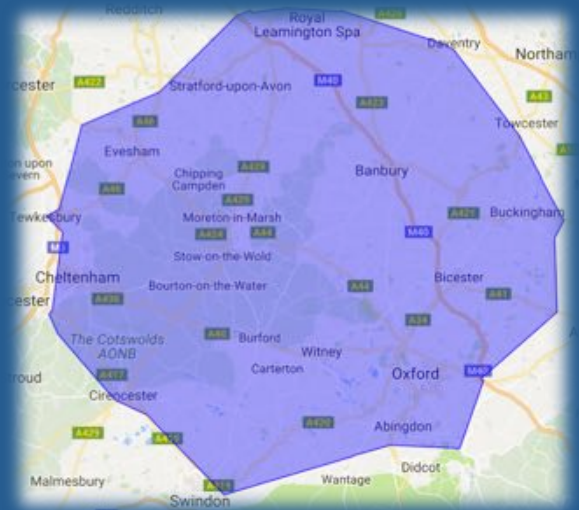 Redditch
Royal
Leamington Spa
Daventry
Northam
cester
A422
M40
A423
A43
Stratford-upon-Avon
Towcester
A46
Evesham
on upon
vern
Chipping
Campden
A429
Banbury
A46
A429
Tewkesbury
Moreton-in-Marsh
A421
Buckingham
A424
A44
M40
Stow-on-the-Wold
Cheltenham
Bicester
Bourton-on-the-Water
A44
A41
cester
A436
A34
The Cotswolds
AONB
A40
Burford
Witney
Carterton
Oxford
M40
roud
A417
Cirencester
A420
Abingdon
A429
A419
Didcot
Malmesbury
Wantage
A419
Swindon